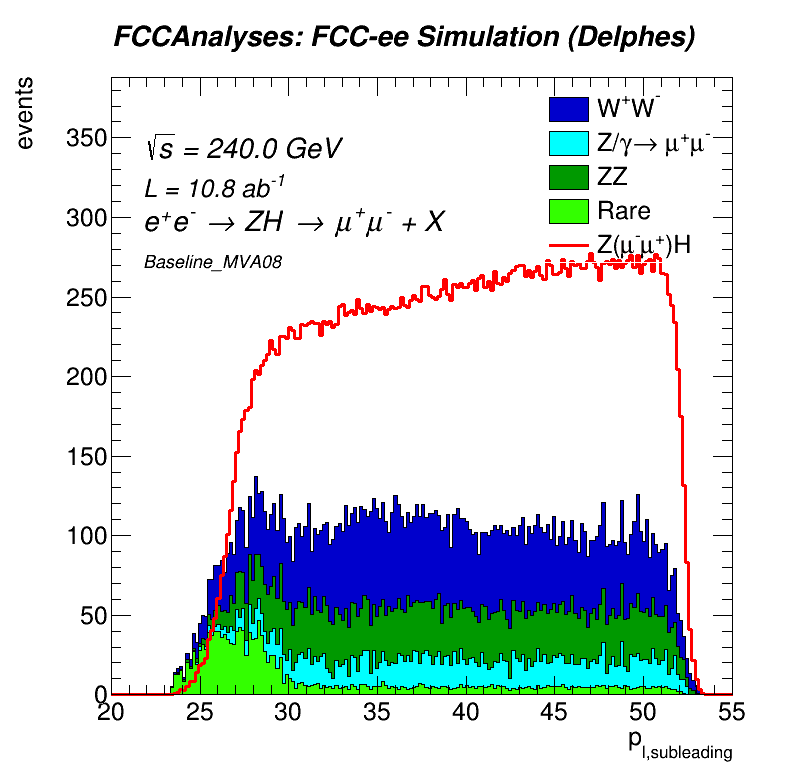 FCCAnalyses: FCC-ee Simulation (Delphes)
events
√s = 240.0 GeV
L = 10.8 ab⁻¹
e⁺e⁻ → ZH → μ⁺μ⁻ + X
Baseline_MVA08
W⁺W⁻
Z/γ→ μ⁺μ⁻
ZZ
Rare
Z(μ⁻μ⁺)H
350
300
250
200
150
100
50
0
20 25 30 35 40 45 50 55
p_l,subleading